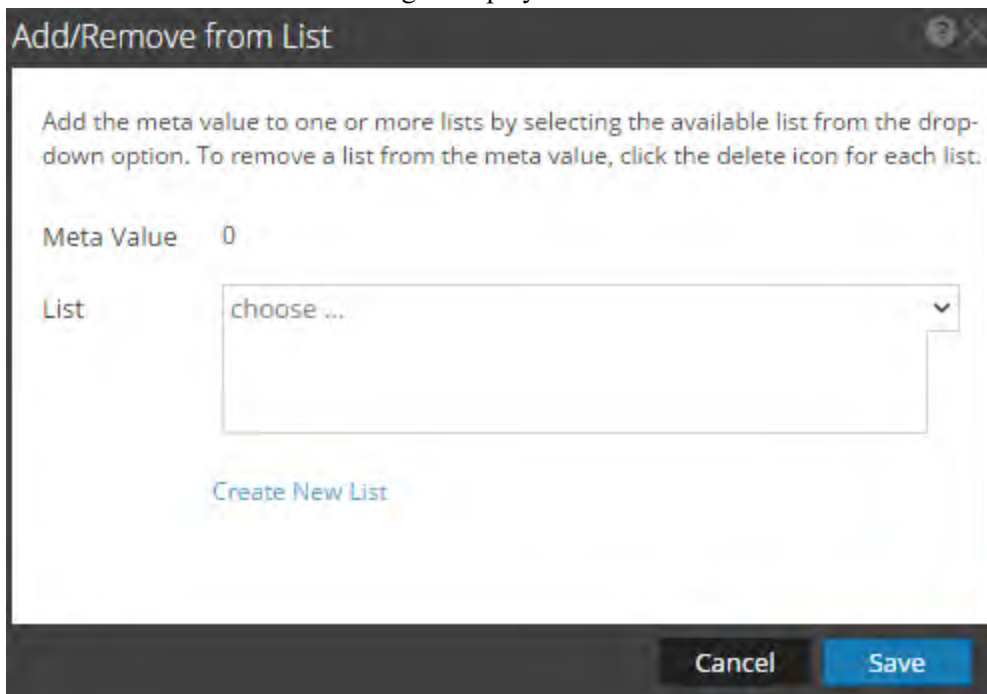 Add/Remove from List
Add the meta value to one or more lists by selecting the available list from the drop-
down option. To remove a list from the meta value, click the delete icon for each list.
Meta Value 0
List choose ...
Create New List
Cancel Save